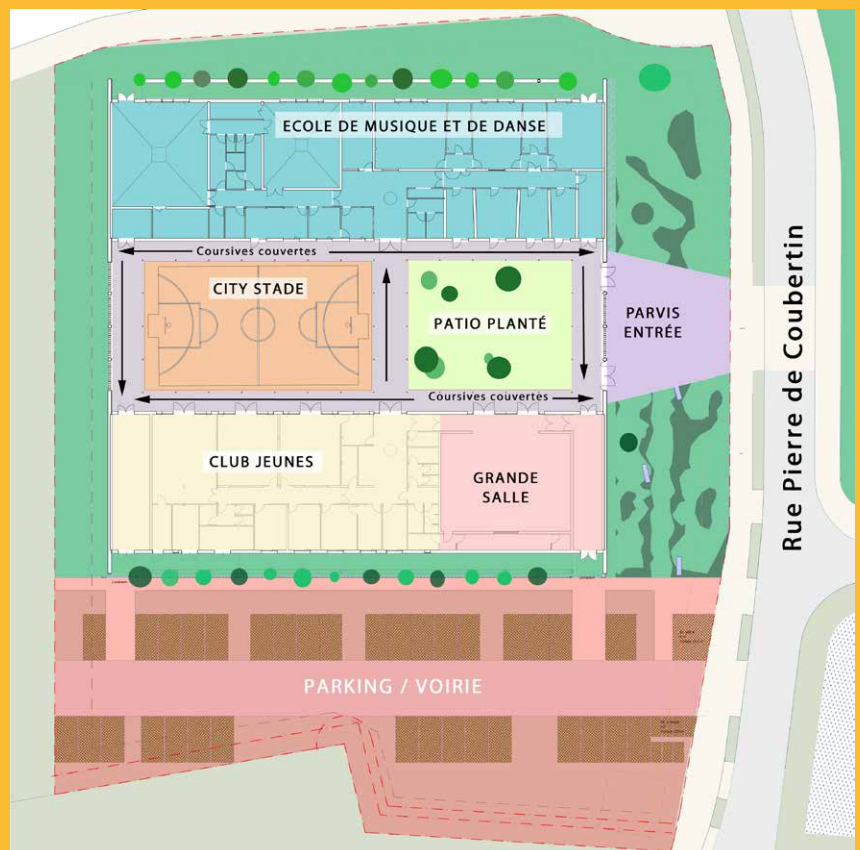 ECOLE DE MUSIQUE ET DE DANSE
Coursives couvertes
CITY STADE
PATIO PLANTÉ
PARVIS
ENTRÉE
Rue Pierre de Coubertin
Coursives couvertes
CLUB JEUNES
GRANDE
SALLE
PARKING / VOIRIE